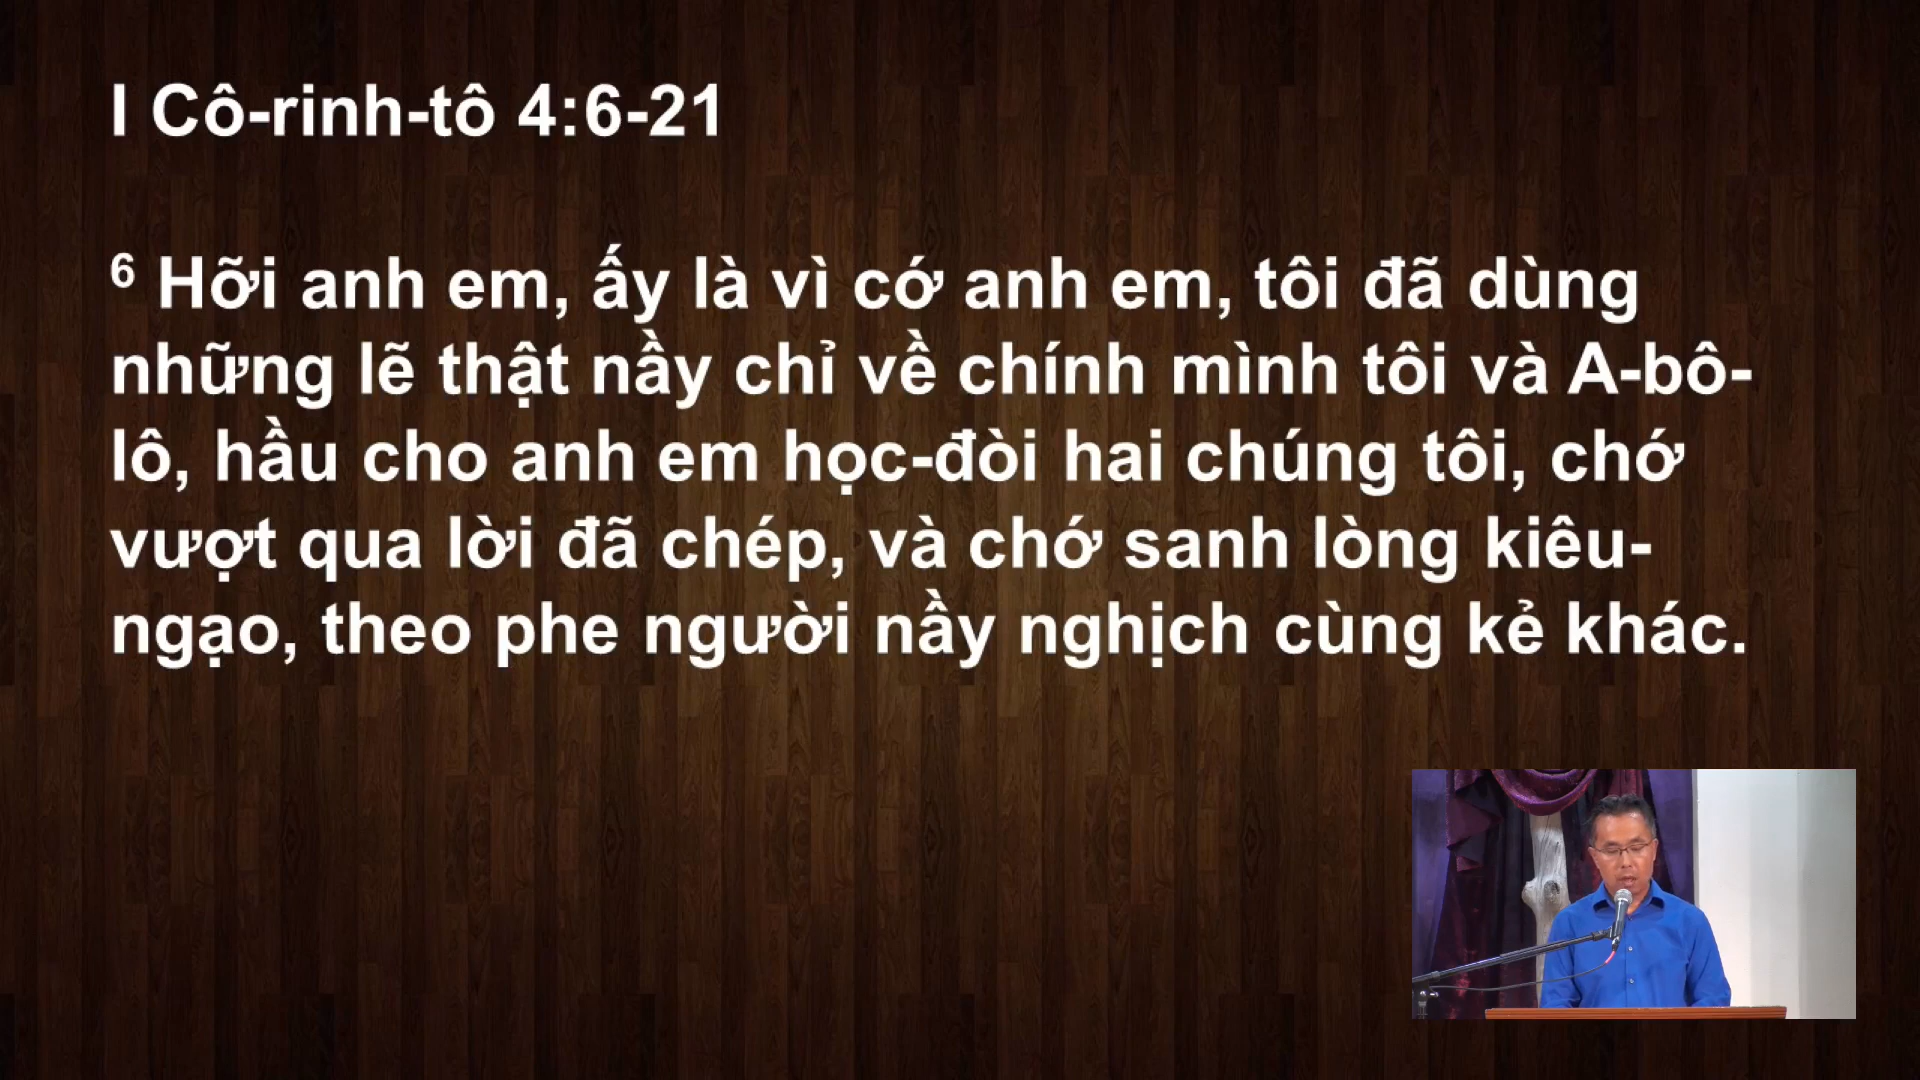 I Cô-rinh-tô 4:6-21
⁶ Hỡi anh em, ấy là vì cớ anh em, tôi đã dùng
những lẽ thật nầy chỉ về chính mình tôi và A-bô-
lô, hầu cho anh em học-đòi hai chúng tôi, chớ
vượt qua lời đã chép, và chớ sanh lòng kiêu-
ngạo, theo phe người nầy nghịch cùng kẻ khác.